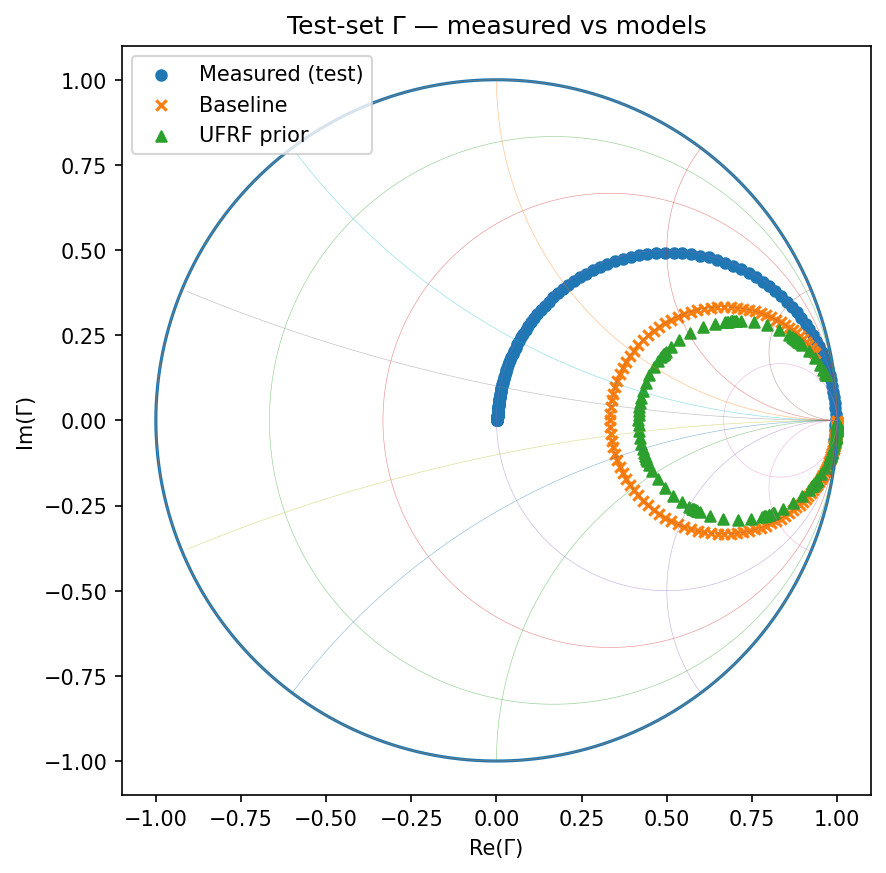 Test-set Γ — measured vs models
Measured (test)
Baseline
UFRF prior
1.00
0.75
0.50
0.25
0.00
−0.25
−0.50
−0.75
−1.00
Im(Γ)
−1.00 −0.75 −0.50 −0.25 0.00 0.25 0.50 0.75 1.00
Re(Γ)